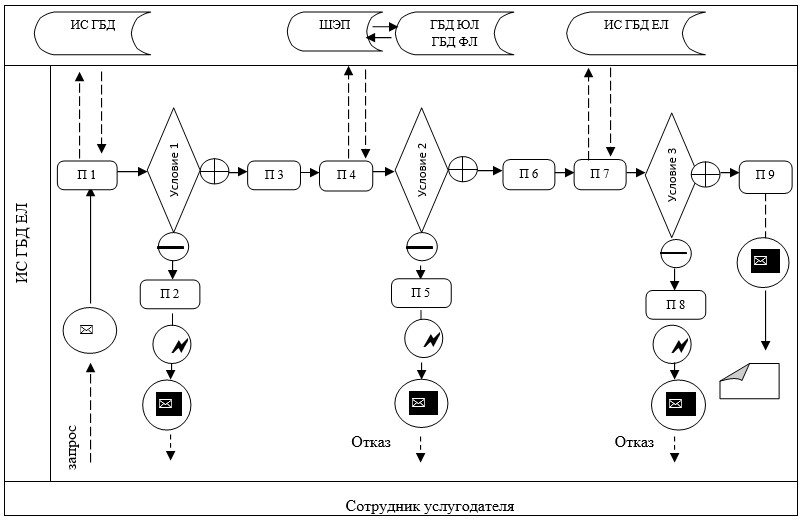 ИС ГБД
ШЭП
ГБД ЮЛ
ГБД ФЛ
ИС ГБД ЕЛ
ИС ГБД ЕЛ
П 1
Условие 1
П 3
П 4
Условие 2
П 6
П 7
Условие 3
П 9
П 2
П 5
П 8
запрос
Отказ
Отказ
Сотрудник услугодателя